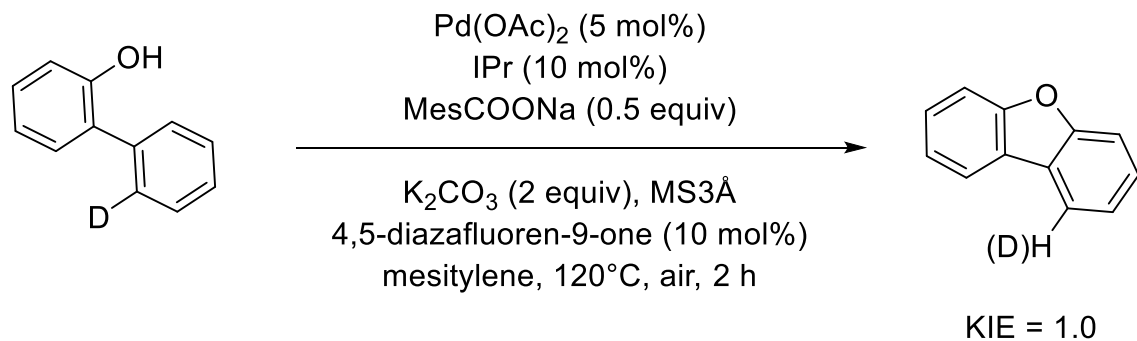 OH
D
Pd(OAc)2 (5 mol%)
IPr (10 mol%)
MesCOONa (0.5 equiv)
K2CO3 (2 equiv), MS3Å
4,5-diazafluoren-9-one (10 mol%)
mesitylene, 120°C, air, 2 h
O
(D)H
KIE = 1.0